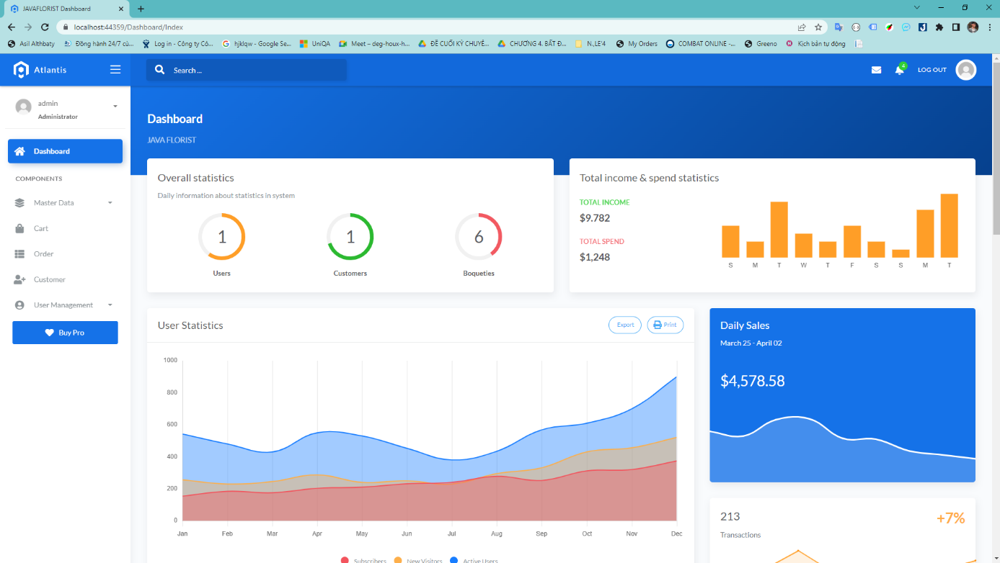 JAVAFLORIST Dashboard
localhost:44359/Dashboard/Index
Asil Althbaty
Đồng hành 24/7 cù...
Log in - Công ty Cô...
hjklqw - Google Se...
UniQA
Meet – deg-houx-h...
ĐỀ CUỐI KỲ CHUYÊ...
CHƯƠNG 4. BẤT Đ...
N.,LE'4
My Orders
COMBAT ONLINE -...
Greeno
Kịch bản tự động
Atlantis
Search ...
4
LOG OUT
admin
Administrator
Dashboard
COMPONENTS
Master Data
Cart
Order
Customer
User Management
Buy Pro
Dashboard
JAVA FLORIST
Overall statistics
Daily information about statistics in system
1
1
6
Users
Customers
Boqueties
Total income & spend statistics
TOTAL INCOME
$9.782
TOTAL SPEND
$1,248
S M T W T F S S M T
User Statistics
Export
Print
1000
800
600
400
200
0
Jan Feb Mar Apr May Jun Jul Aug Sep Oct Nov Dec
Subscribers
New Visitors
Active Users
Daily Sales
March 25 - April 02
$4,578.58
213
+7%
Transactions